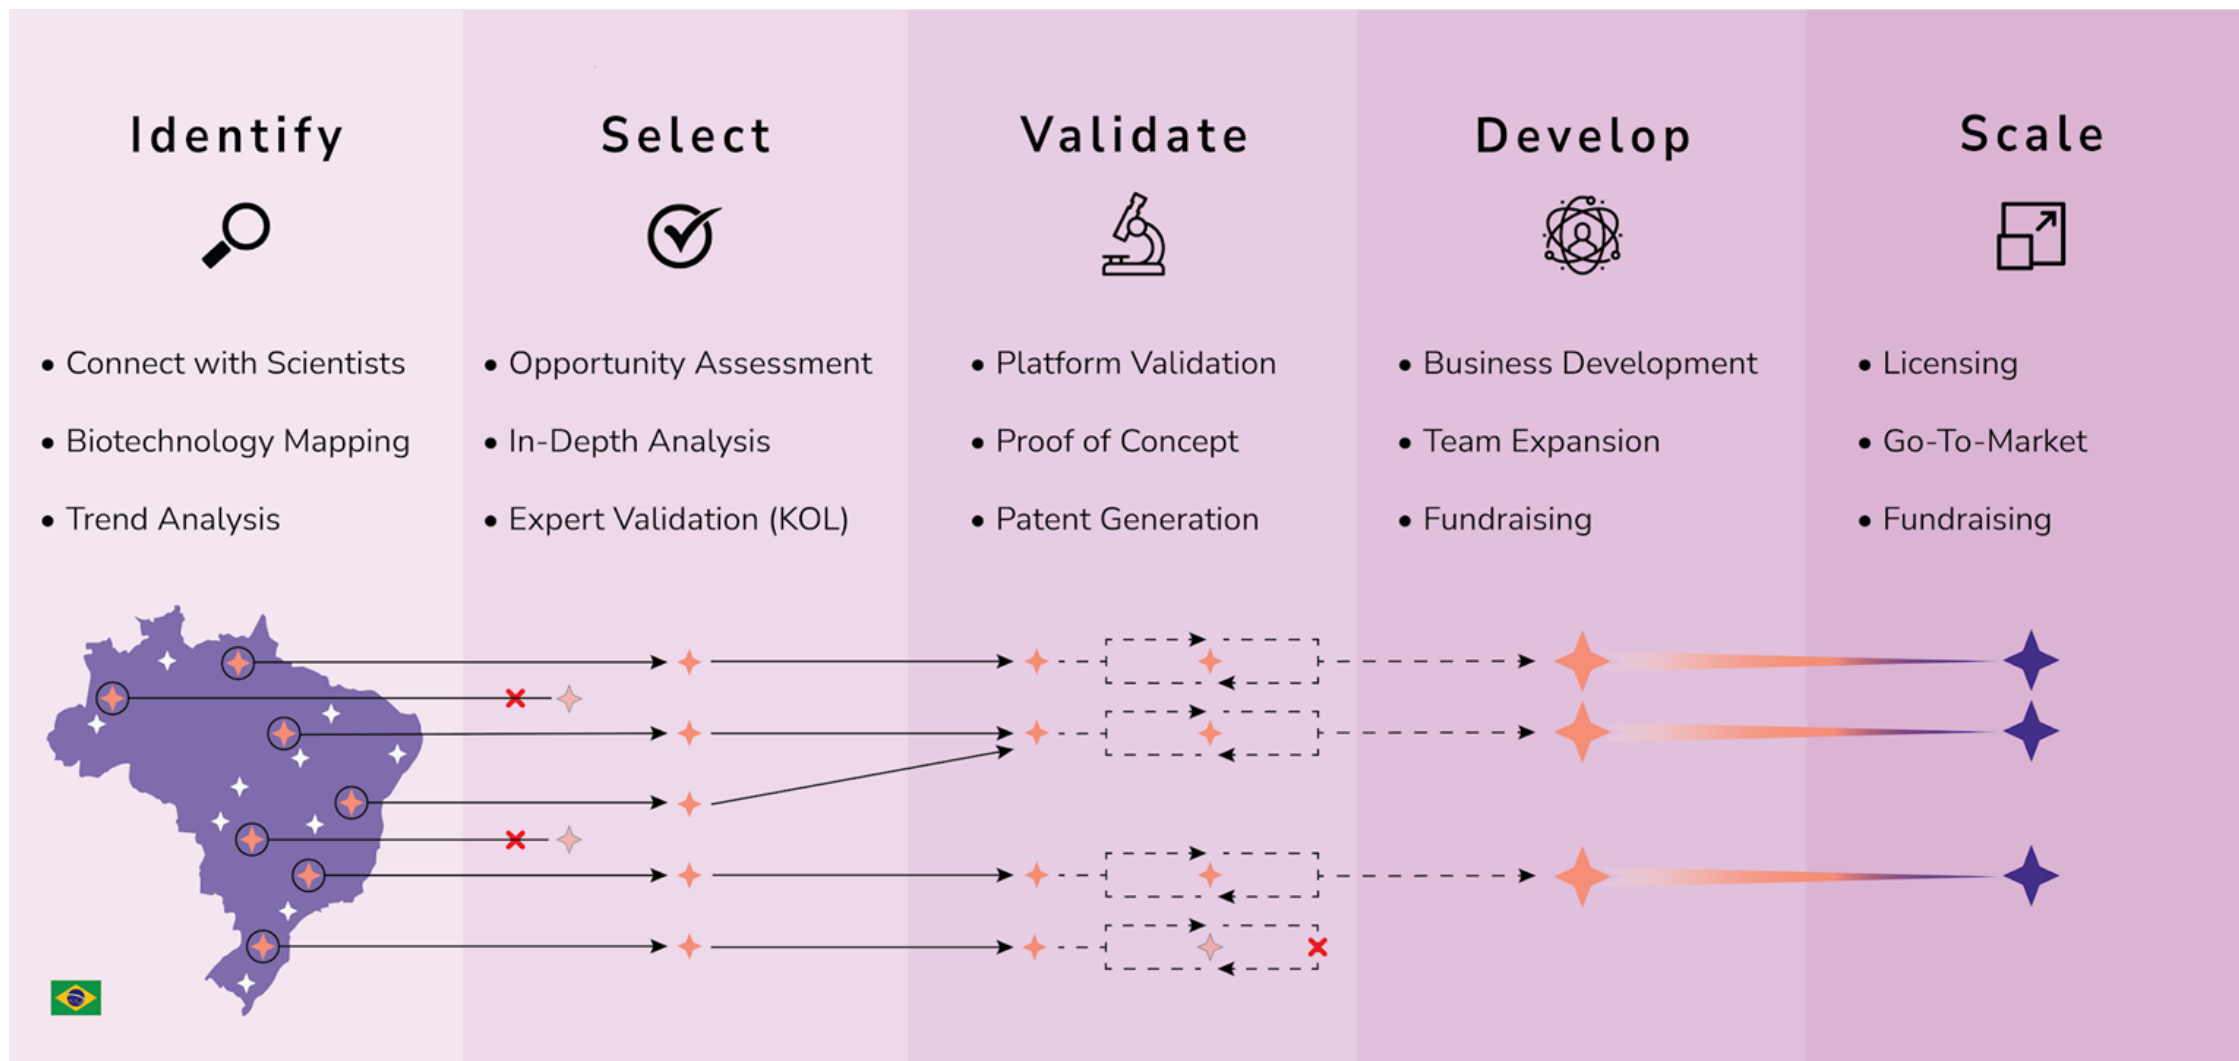 Identify
Select
Validate
Develop
Scale
• Connect with Scientists
• Biotechnology Mapping
• Trend Analysis
• Opportunity Assessment
• In-Depth Analysis
• Expert Validation (KOL)
• Platform Validation
• Proof of Concept
• Patent Generation
• Business Development
• Team Expansion
• Fundraising
• Licensing
• Go-To-Market
• Fundraising